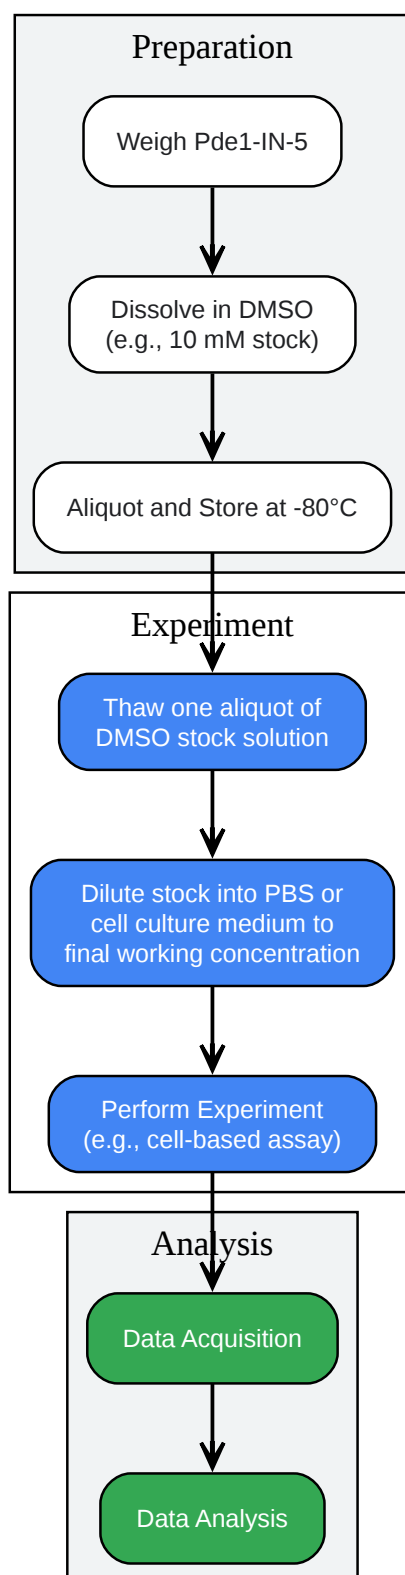 Preparation
Weigh Pde1-IN-5
Dissolve in DMSO
(e.g., 10 mM stock)
Aliquot and Store at -80°C
Experiment
Thaw one aliquot of
DMSO stock solution
Dilute stock into PBS or
cell culture medium to
final working concentration
Perform Experiment
(e.g., cell-based assay)
Analysis
Data Acquisition
Data Analysis